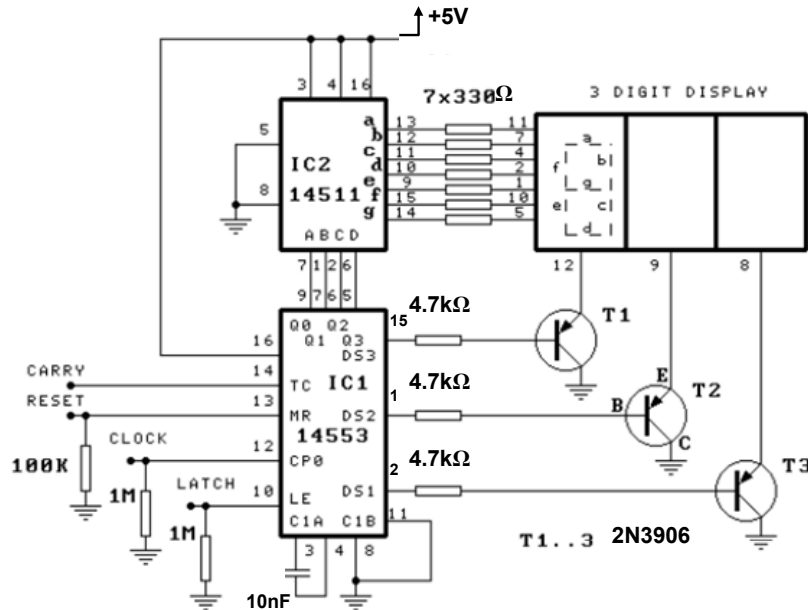 +5V
3 4 16
7x330Ω
3 DIGIT DISPLAY
5
8
IC2
14511
a 13 11
b 12 7
c 11 4
d 10 2
e 9 1
f 15 10
g 14 5
a
f b
g
e c
d
A B C D
7 1 2 6
9 7 6 5
12
9
8
Q0 Q2
Q1 Q3
DS3
15 4.7kΩ
T1
16
CARRY 14 TC
IC1
RESET 13 MR
14553
DS2
1 4.7kΩ
B
E
C
T2
CLOCK 12 CP0
100K
1M
LATCH 10 LE
1M
DS1
2 4.7kΩ
T3
C1A C1B
11
3 4 8
10nF
T1..3 2N3906